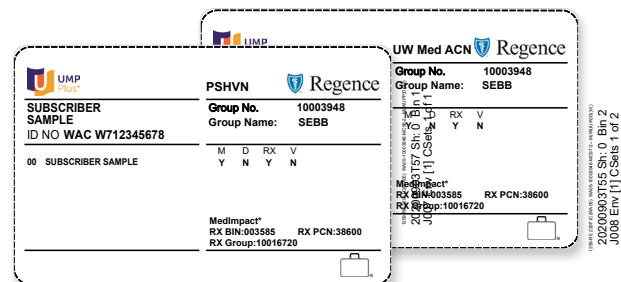 UMP
Plus
PSHVN
Regence
SUBSCRIBER
SAMPLE
ID NO WAC W712345678
Group No. 10003948
Group Name: SEBB
00 SUBSCRIBER SAMPLE
M D RX V
Y N Y N
MedImpact*
RX BIN:003585 RX PCN:38600
RX Group:10016720
UMP
UW Med ACN
Regence
Group No. 10003948
Group Name: SEBB
M D RX V
Y N Y N
MedImpact*
RX BIN:003585 RX PCN:38600
RX Group:10016720
20200903T57 Sh: 0 Bin 1
J008 Env [1] CSets 1 of 1
20200903T55 Sh: 0 Bin 2
J008 Env [1] CSets 1 of 2